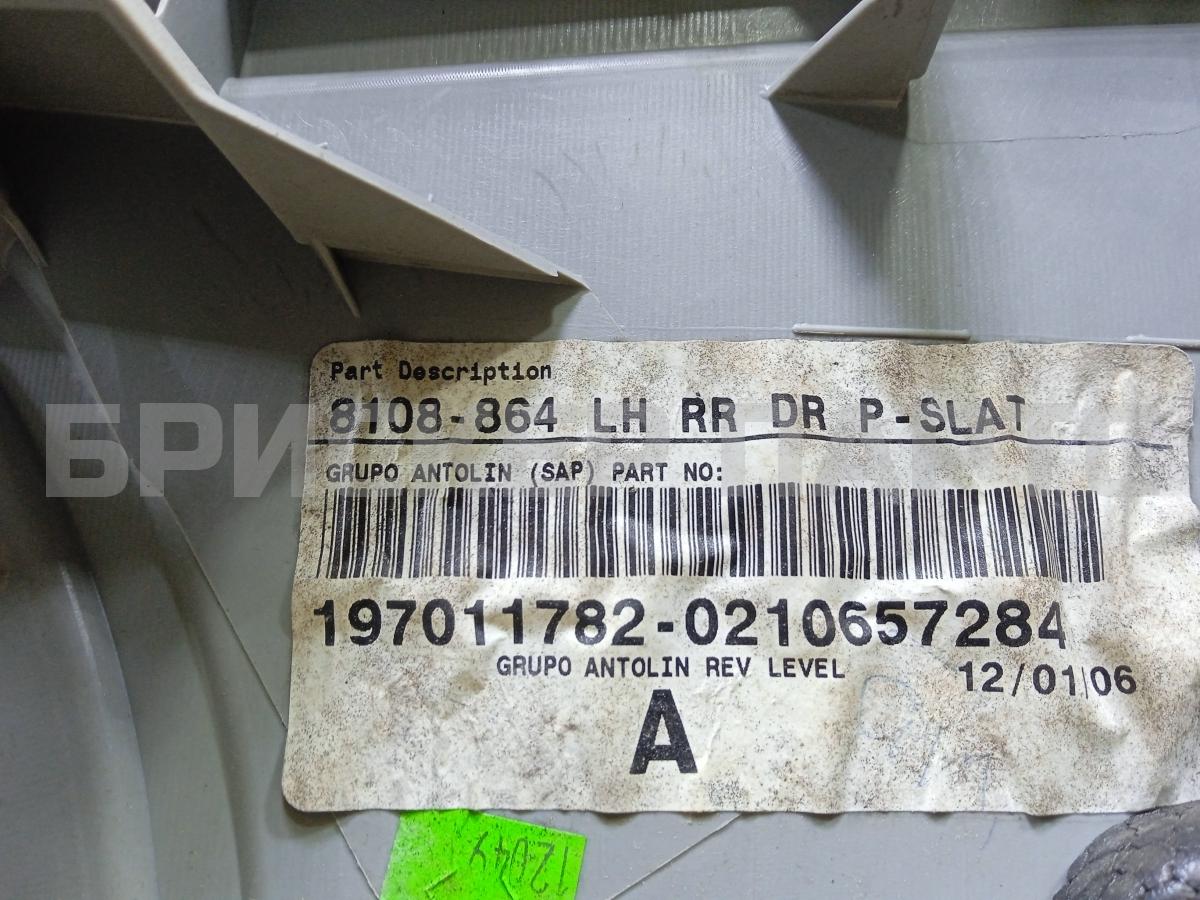 Part Description
8108-864 LH RR DR P-SLAT
GRUPO ANTOLIN (SAP) PART NO:
197011782-0210657284
GRUPO ANTOLIN REV LEVEL
12/01/06
A